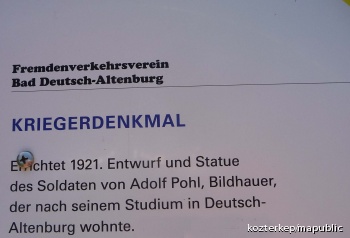 Fremdenverkehrsverein
Bad Deutsch-Altenburg
KRIEGERDENKMAL
Errichtet 1921. Entwurf und Statue
des Soldaten von Adolf Pohl, Bildhauer,
der nach seinem Studium in Deutsch-
Altenburg wohnte.
kozterkep/mapublic